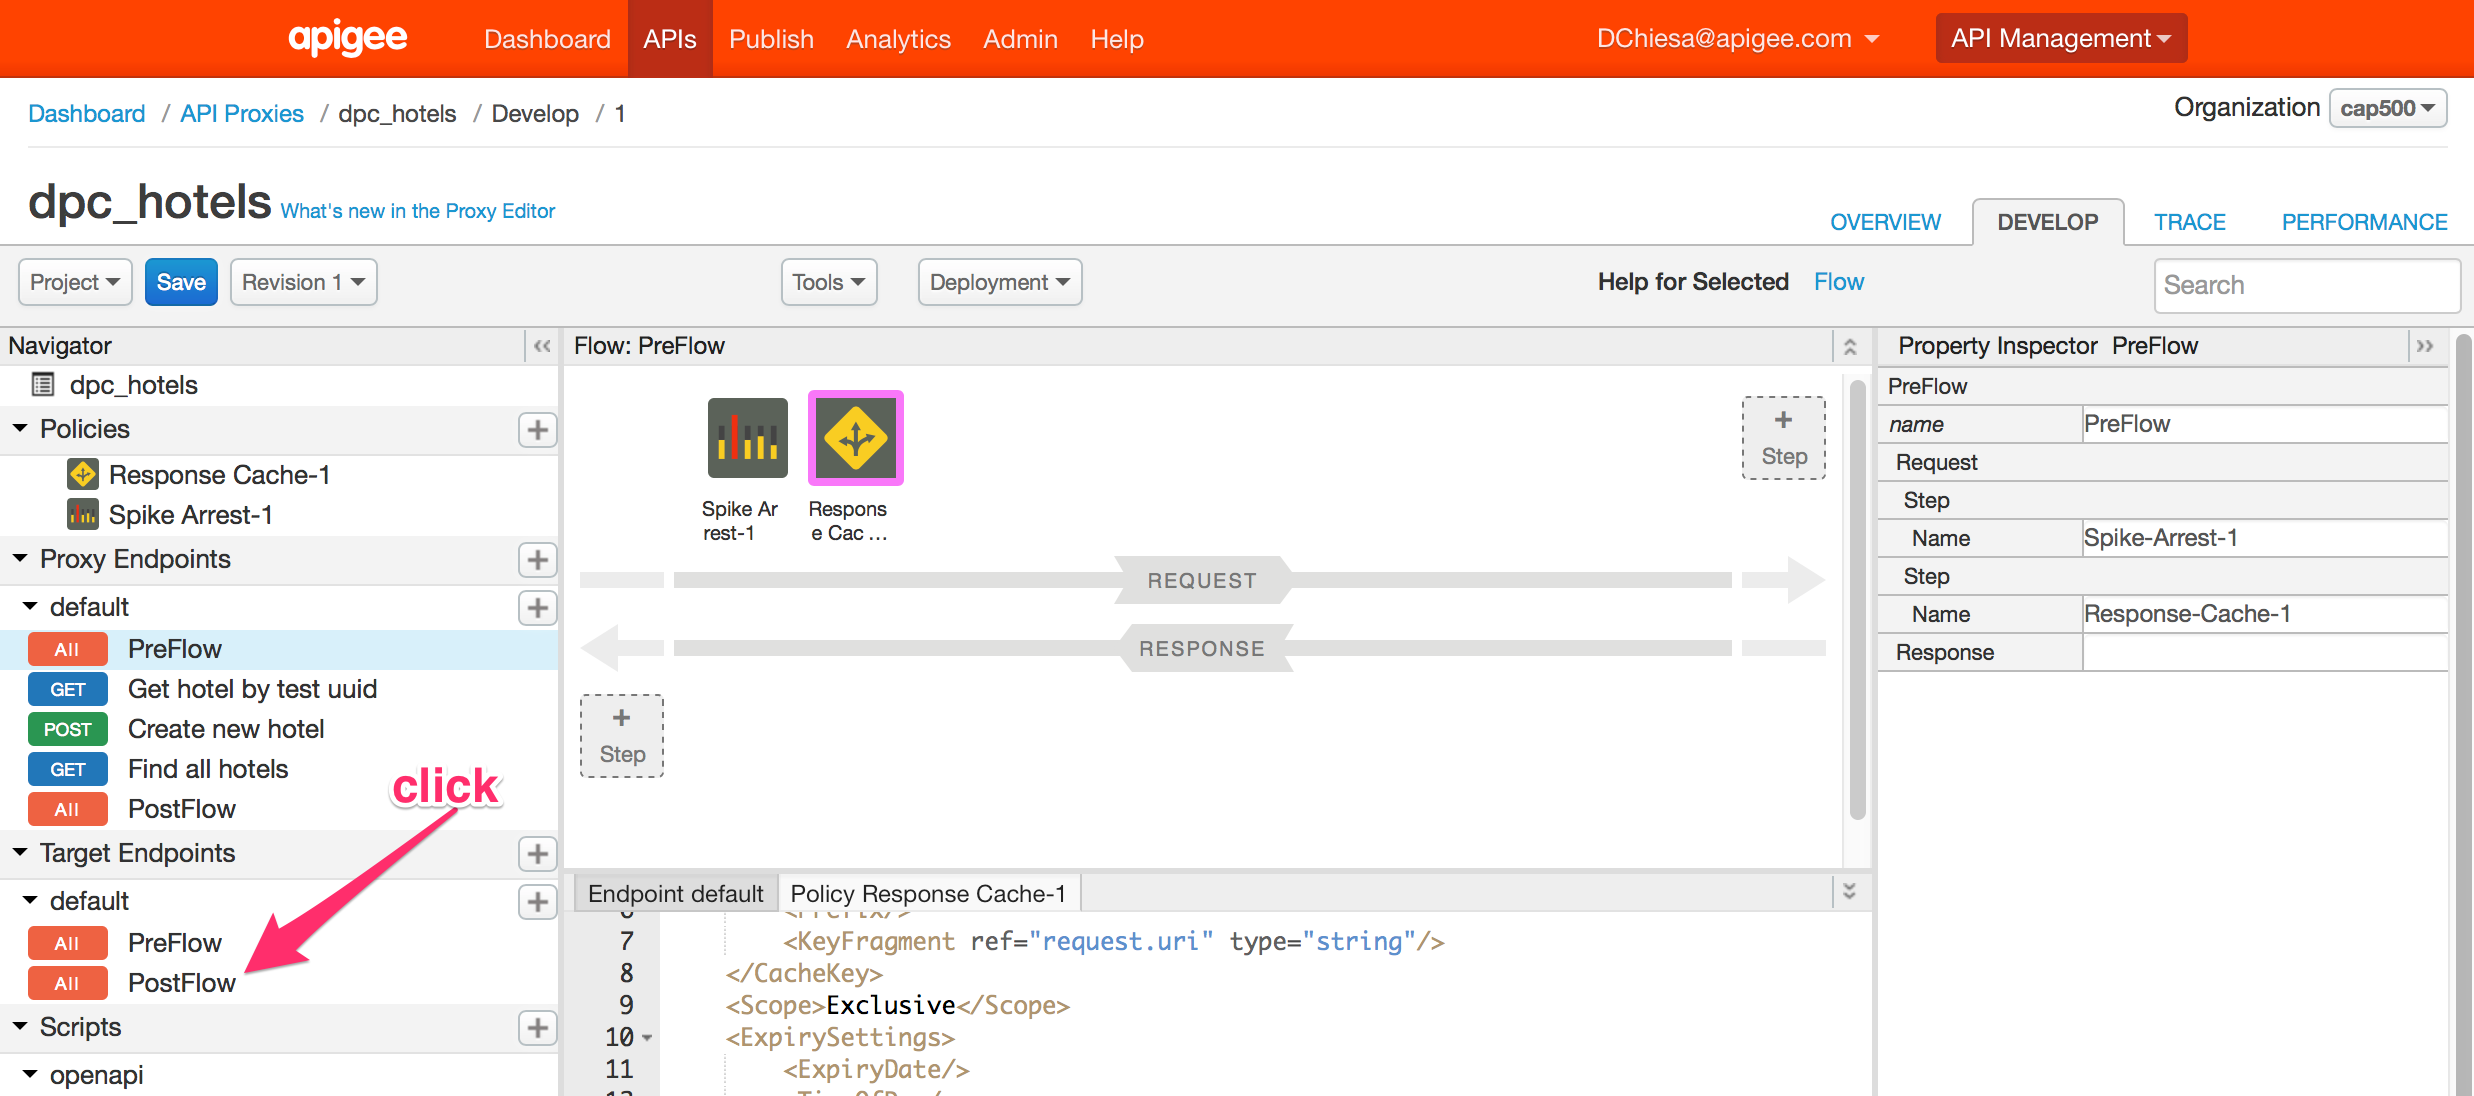 apigee Dashboard APIs Publish Analytics Admin Help DChiesa@apigee.com API Management
Dashboard / API Proxies / dpc_hotels / Develop / 1
Organization cap500
dpc_hotels What's new in the Proxy Editor
OVERVIEW DEVELOP TRACE PERFORMANCE
Project Save Revision 1 Tools Deployment Help for Selected Flow Search
Navigator
dpc_hotels
Policies
Response Cache-1
Spike Arrest-1
Proxy Endpoints
default
All PreFlow
GET Get hotel by test uuid
POST Create new hotel
GET Find all hotels
All PostFlow
click
Target Endpoints
default
All PreFlow
All PostFlow
Scripts
openapi
Flow: PreFlow
Spike Ar
rest-1
Respons
e Cac ...
+
Step
REQUEST
RESPONSE
+
Step
Endpoint default Policy Response Cache-1
<Prefix/>
7 <KeyFragment ref="request.uri" type="string"/>
8 </CacheKey>
9 <Scope>Exclusive</Scope>
10 <ExpirySettings>
11 <ExpiryDate/>
Property Inspector PreFlow
PreFlow
name PreFlow
Request
Step
Name Spike-Arrest-1
Step
Name Response-Cache-1
Response